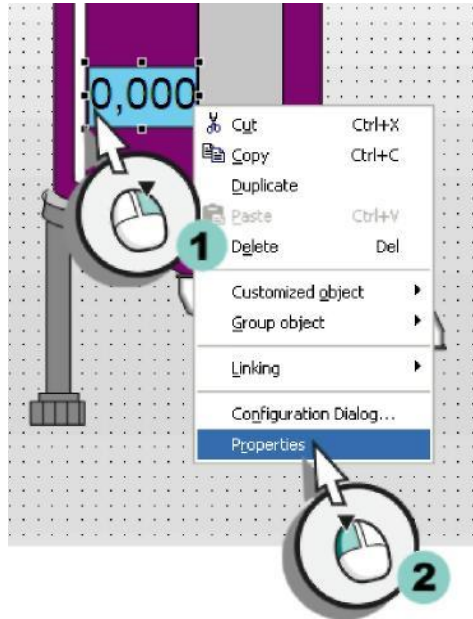 0,000
Cut Ctrl+X
Copy Ctrl+C
Duplicate
Paste Ctrl+V
1
Delete Del
Customized object
Group object
Linking
Configuration Dialog...
Properties
2